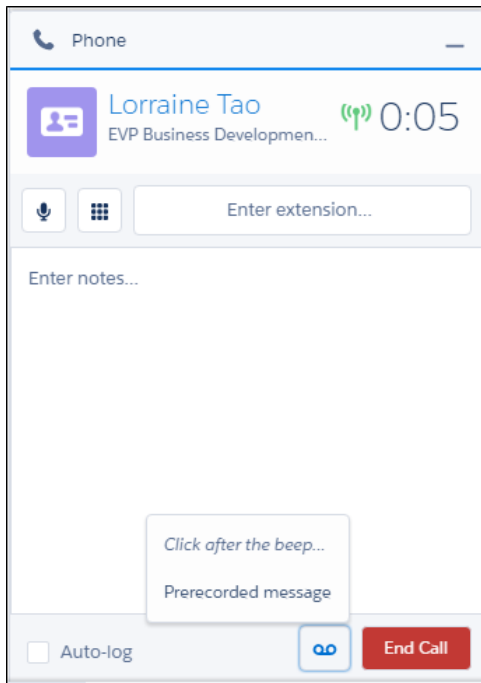 Phone
Lorraine Tao
EVP Business Developmen...
0:05
Enter extension...
Enter notes...
Click after the beep...
Prerecorded message
Auto-log
End Call